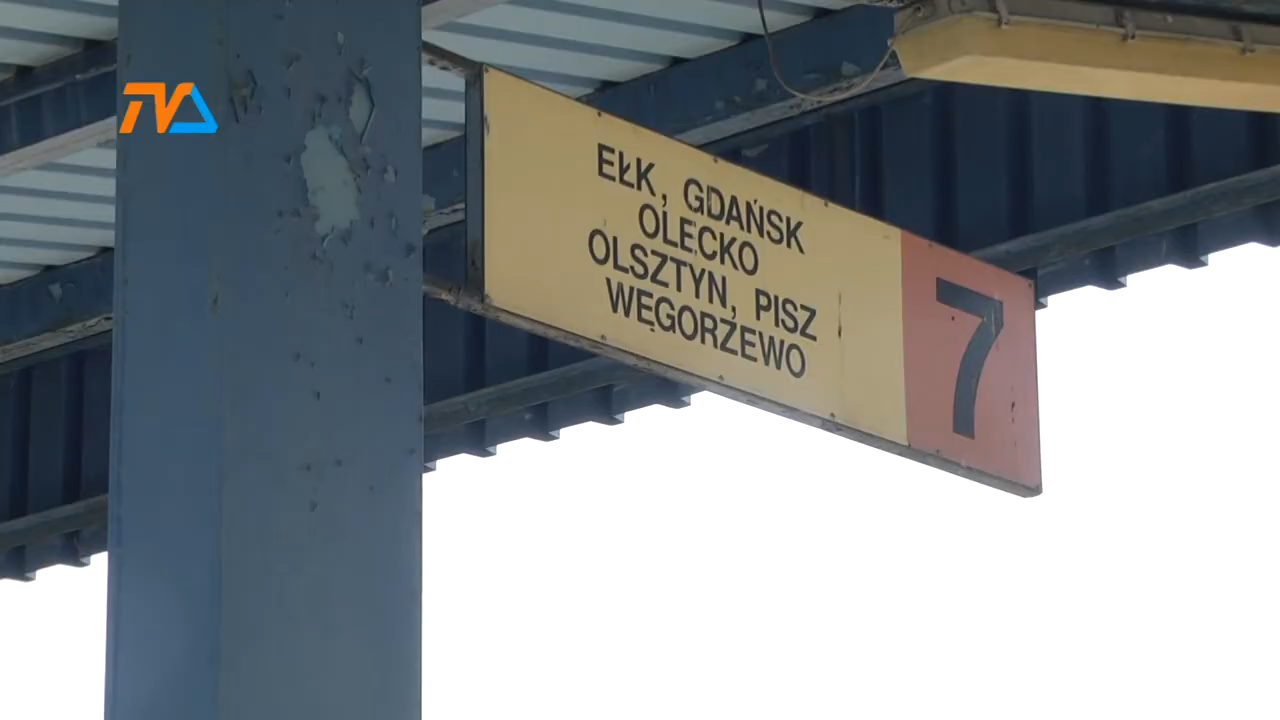 TVA
EŁK, GDAŃSK
OLECKO
OLSZTYN, PISZ
WĘGORZEWO
7